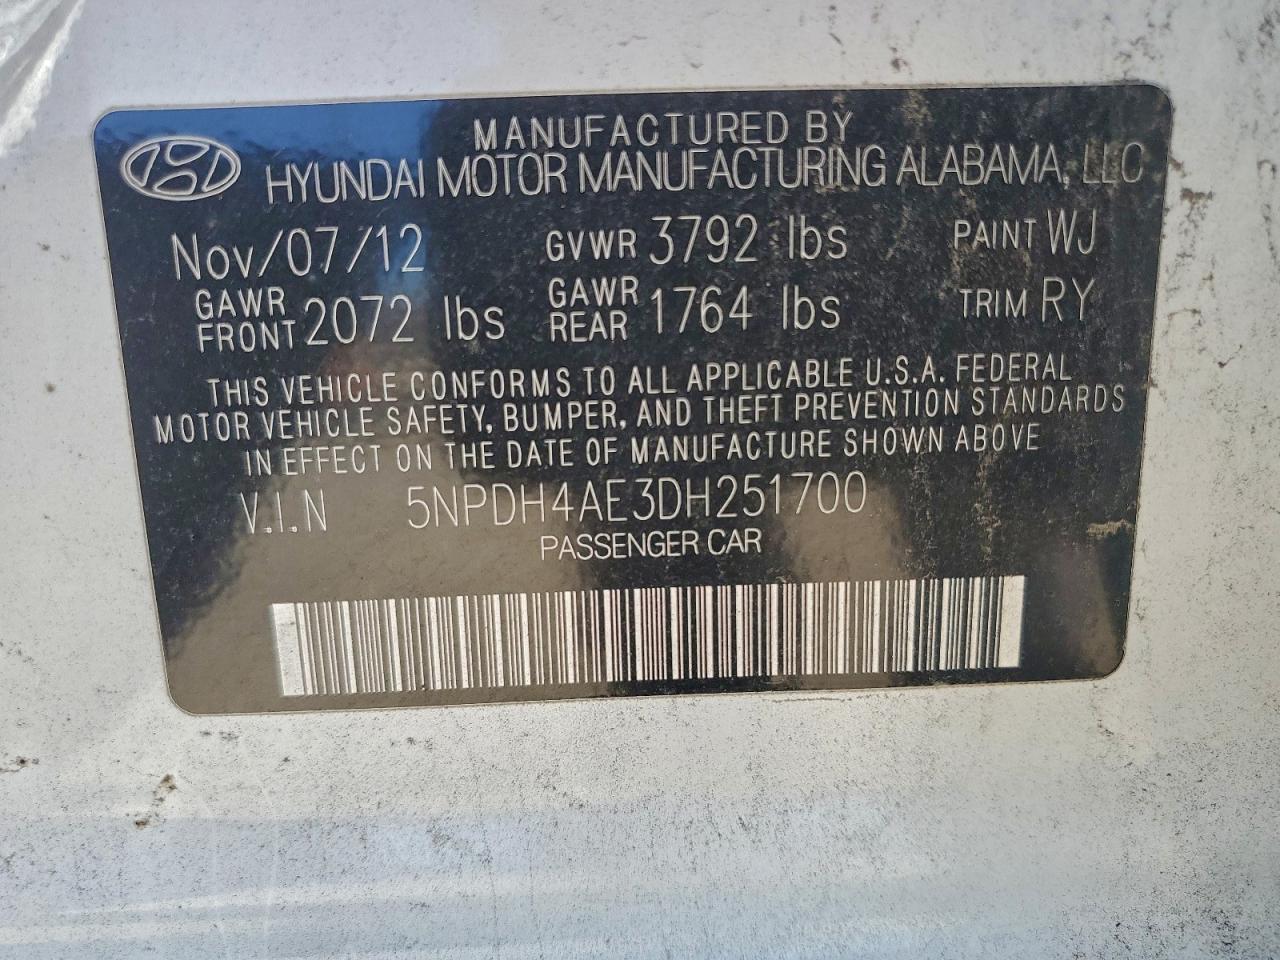 MANUFACTURED BY
HYUNDAI MOTOR MANUFACTURING ALABAMA, LLC
Nov/07/12 GVWR 3792 lbs PAINT WJ
GAWR FRONT 2072 lbs GAWR REAR 1764 lbs TRIM RY
THIS VEHICLE CONFORMS TO ALL APPLICABLE U.S.A. FEDERAL
MOTOR VEHICLE SAFETY, BUMPER, AND THEFT PREVENTION STANDARDS
IN EFFECT ON THE DATE OF MANUFACTURE SHOWN ABOVE
V.I.N 5NPDH4AE3DH251700
PASSENGER CAR